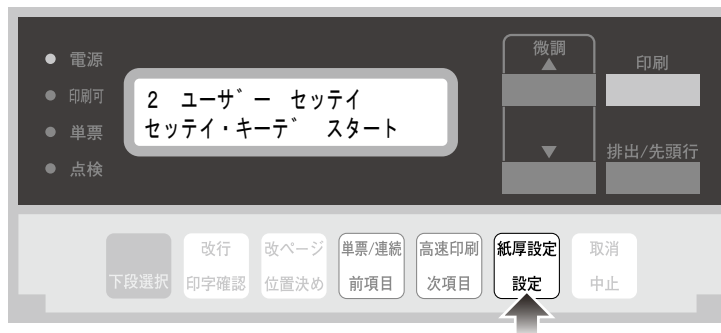 電源
印刷可
単票
点検
2 ユーザー セッテイ
セッテイ・キーデ スタート
微調
▲
▼
印刷
排出/先頭行
下段選択
改行
印字確認
改ページ
位置決め
単票/連続
前項目
高速印刷
次項目
紙厚設定
設定
取消
中止